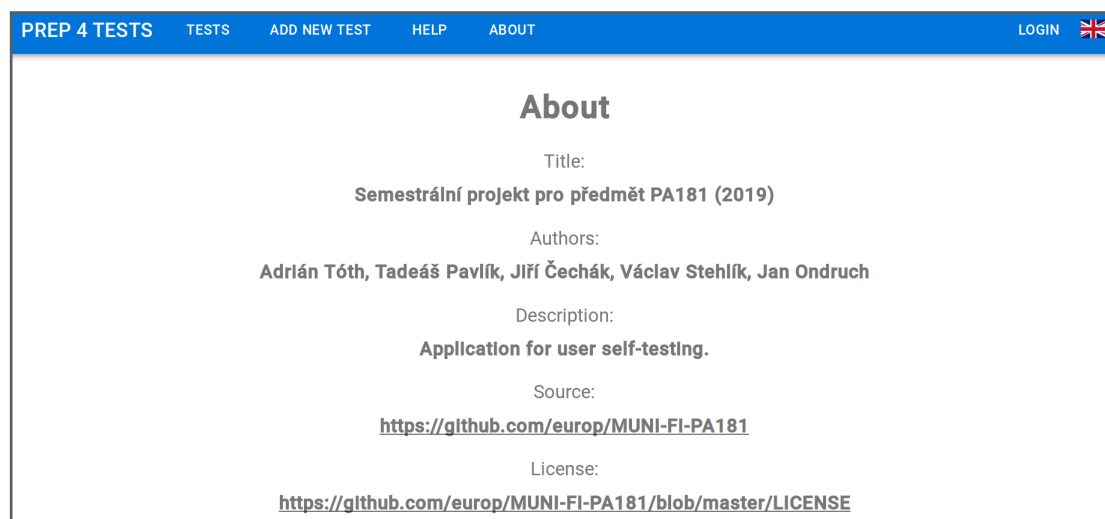 PREP 4 TESTS TESTS ADD NEW TEST HELP ABOUT LOGIN
About
Title:
Semestrální projekt pro předmět PA181 (2019)
Authors:
Adrián Tóth, Tadeáš Pavlík, Jiří Čechák, Václav Stehlík, Jan Ondruch
Description:
Application for user self-testing.
Source:
https://github.com/europ/MUNI-FI-PA181
License:
https://github.com/europ/MUNI-FI-PA181/blob/master/LICENSE